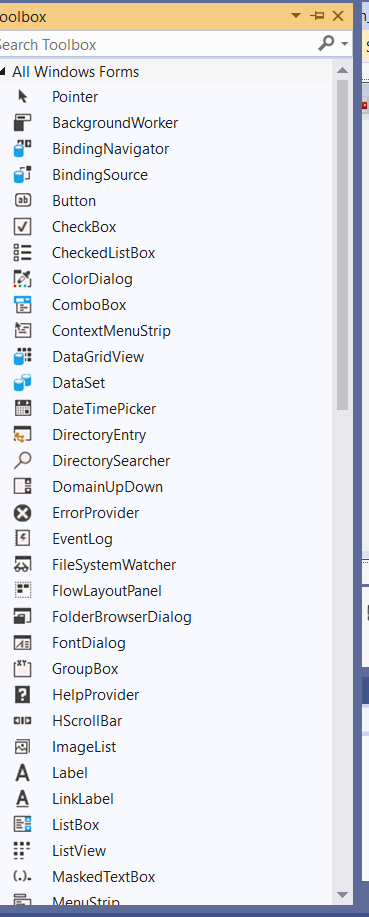 oolbox
Search Toolbox
All Windows Forms
Pointer
BackgroundWorker
BindingNavigator
BindingSource
Button
CheckBox
CheckedListBox
ColorDialog
ComboBox
ContextMenuStrip
DataGridView
DataSet
DateTimePicker
DirectoryEntry
DirectorySearcher
DomainUpDown
ErrorProvider
EventLog
FileSystemWatcher
FlowLayoutPanel
FolderBrowserDialog
FontDialog
GroupBox
HelpProvider
HScrollBar
ImageList
Label
LinkLabel
ListBox
ListView
MaskedTextBox
MenuStrip